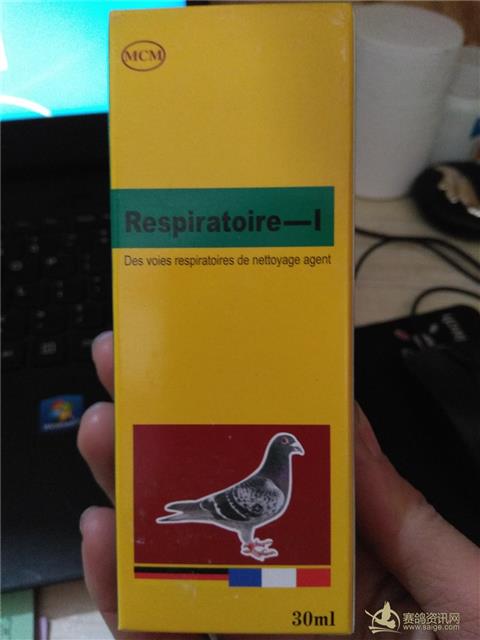 MCM
Respiratoire—I
Des voies respiratoires de nettoyage agent
30ml
赛鸽资讯网
www.saige.com